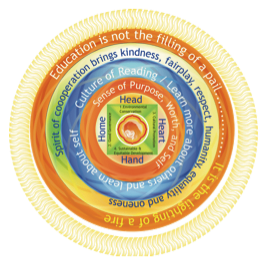 Education is not the filling of a pail.......
It is the lighting of a fire
Spirit of cooperation brings kindness, fairplay, respect, humanity, equality and oneness
Culture of Reading / Learn more about others and learn about self
Sense of Purpose, Worth, and Self
Head
Home
Heart
Hand